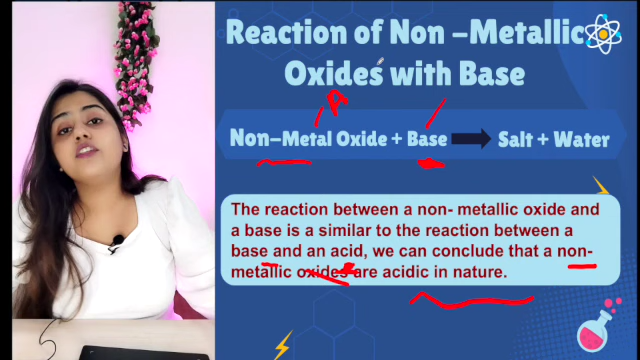 Reaction of Non -Metallic
Oxides with Base
A
Non-Metal Oxide + Base Salt + Water
The reaction between a non- metallic oxide and
a base is a similar to the reaction between a
base and an acid, we can conclude that a non-
metallic oxides are acidic in nature.